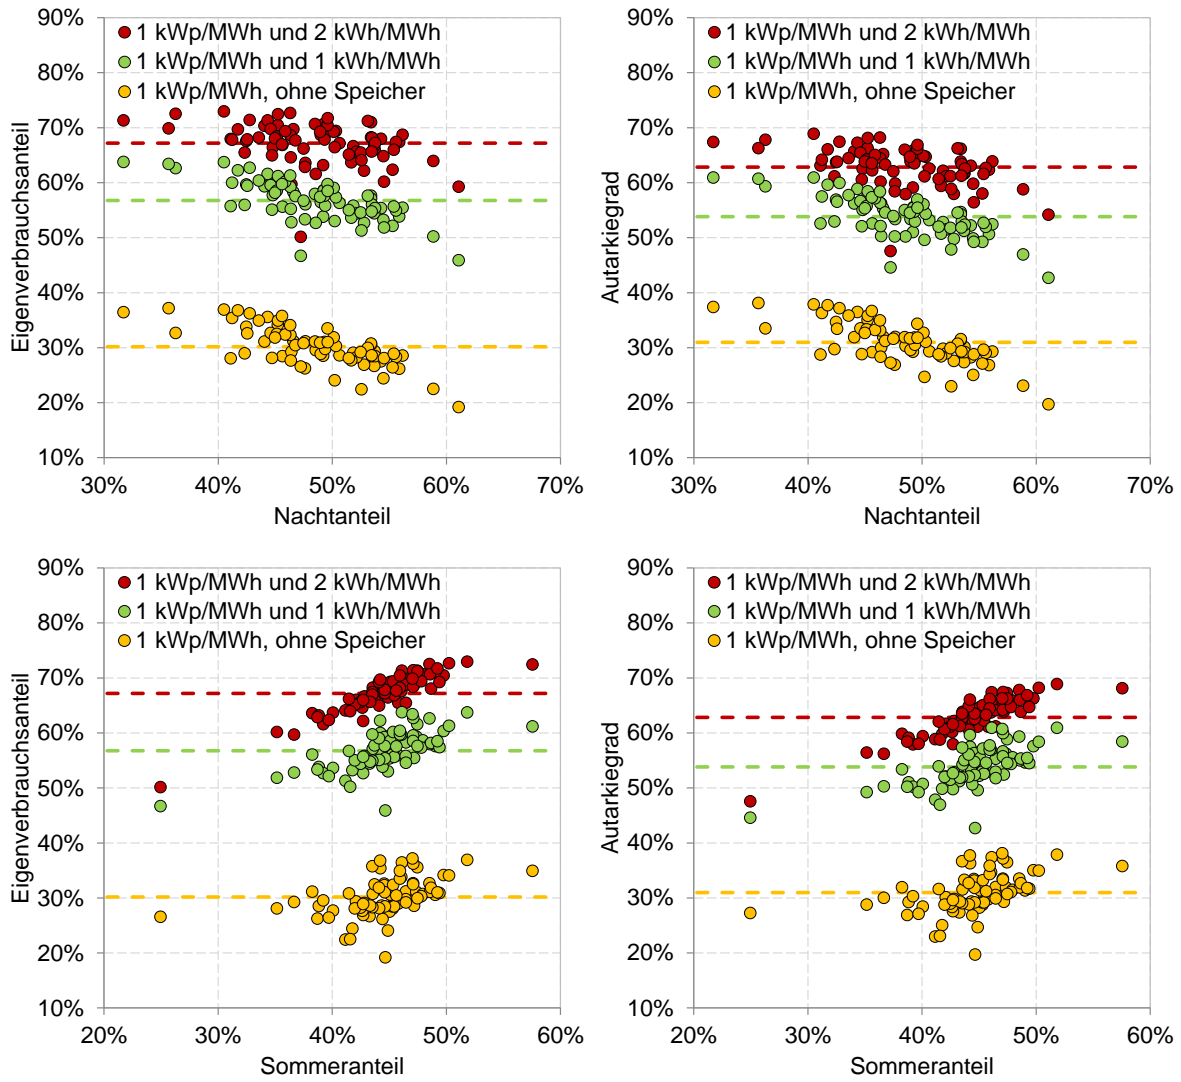 90%
80%
70%
60%
50%
40%
30%
20%
10%
Eigenverbrauchsanteil
1 kWp/MWh und 2 kWh/MWh
1 kWp/MWh und 1 kWh/MWh
1 kWp/MWh, ohne Speicher
30% 40% 50% 60% 70%
Nachtanteil
90%
80%
70%
60%
50%
40%
30%
20%
10%
Autarkiegrad
1 kWp/MWh und 2 kWh/MWh
1 kWp/MWh und 1 kWh/MWh
1 kWp/MWh, ohne Speicher
30% 40% 50% 60% 70%
Nachtanteil
90%
80%
70%
60%
50%
40%
30%
20%
10%
Eigenverbrauchsanteil
1 kWp/MWh und 2 kWh/MWh
1 kWp/MWh und 1 kWh/MWh
1 kWp/MWh, ohne Speicher
20% 30% 40% 50% 60%
Sommeranteil
90%
80%
70%
60%
50%
40%
30%
20%
10%
Autarkiegrad
1 kWp/MWh und 2 kWh/MWh
1 kWp/MWh und 1 kWh/MWh
1 kWp/MWh, ohne Speicher
20% 30% 40% 50% 60%
Sommeranteil